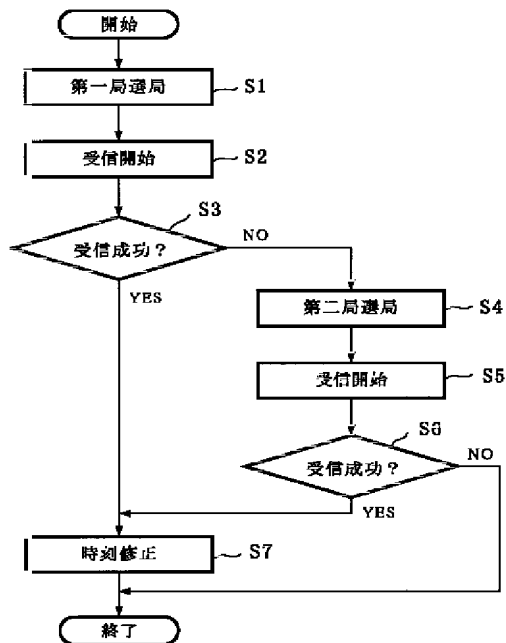 開始
第一局選局
S1
受信開始
S2
S3
受信成功?
NO
YES
第二局選局
S4
受信開始
S5
S6
受信成功?
NO
YES
時刻修正
S7
終了